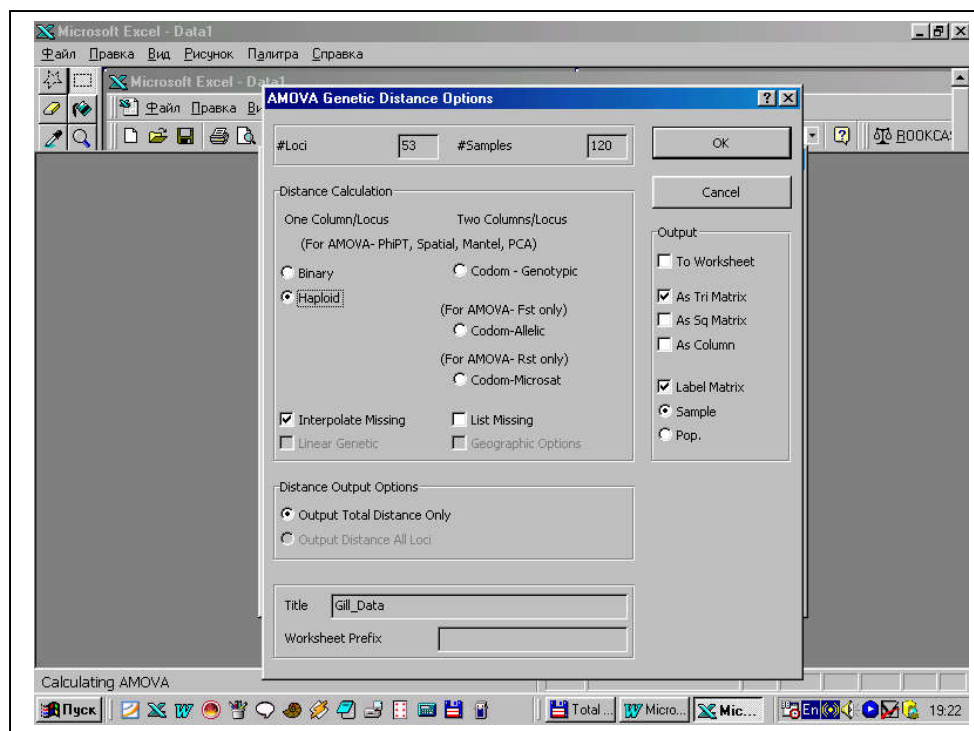 Microsoft Excel - Data1
Файл Правка Вид Рисунок Палитра Справка
Microsoft Excel - Data1
Файл Правка Ви
AMOVA Genetic Distance Options
ROOKCA
#Loci 53 #Samples 120
OK
Cancel
Distance Calculation
One Column/Locus Two Columns/Locus
(For AMOVA- PhiPT, Spatial, Mantel, PCA)
Binary Codom - Genotypic
Haploid
(For AMOVA- Fst only)
Codom-Allelic
(For AMOVA- Rst only)
Codom-Microsat
Interpolate Missing List Missing
Linear Genetic Geographic Options
Output
To Worksheet
As Tri Matrix
As Sq Matrix
As Column
Label Matrix
Sample
Pop.
Distance Output Options
Output Total Distance Only
Output Distance All Loci
Title Gill_Data
Worksheet Prefix
Calculating AMOVA
Пуск Total ... Micro... Mic... En 19:22